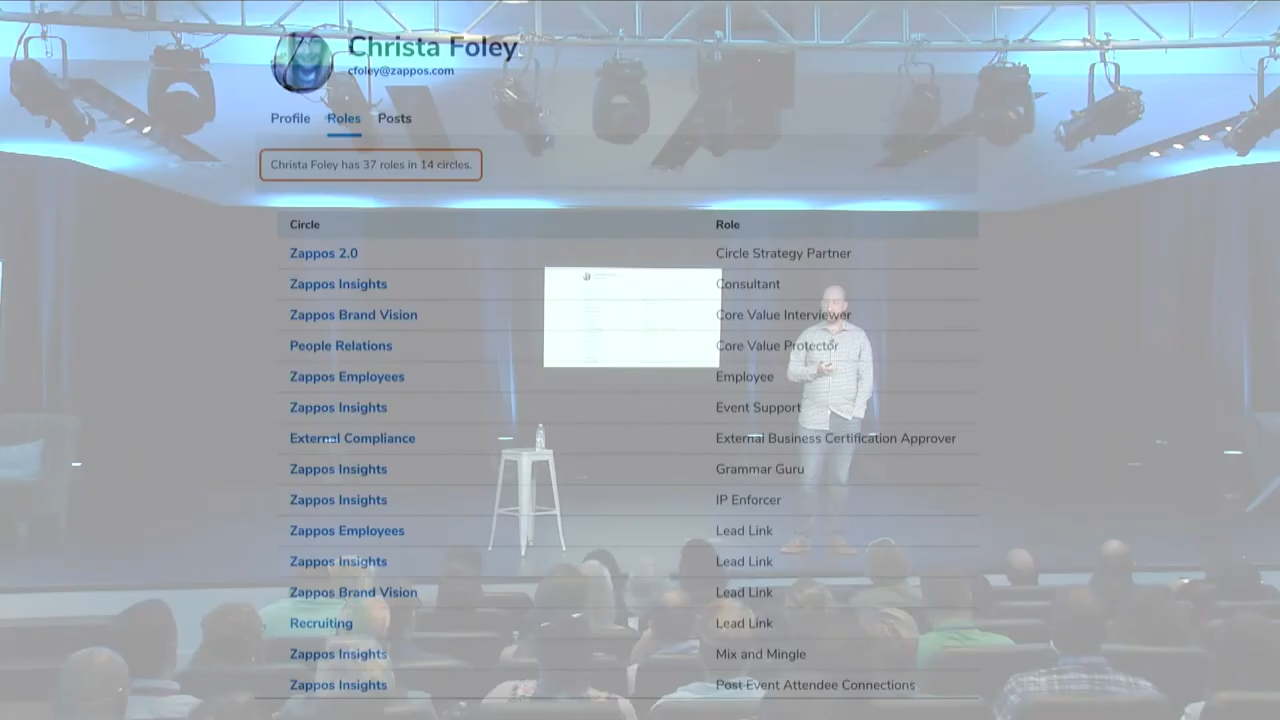 Christa Foley
cfoley@zappos.com
Profile Roles Posts
Christa Foley has 37 roles in 14 circles.
Circle Role
Zappos 2.0 Circle Strategy Partner
Zappos Insights Consultant
Zappos Brand Vision Core Value Interviewer
People Relations Core Value Protector
Zappos Employees Employee
Zappos Insights Event Support
External Compliance External Business Certification Approver
Zappos Insights Grammar Guru
Zappos Insights IP Enforcer
Zappos Employees Lead Link
Zappos Insights Lead Link
Zappos Brand Vision Lead Link
Recruiting Lead Link
Zappos Insights Mix and Mingle
Zappos Insights Post Event Attendee Connections